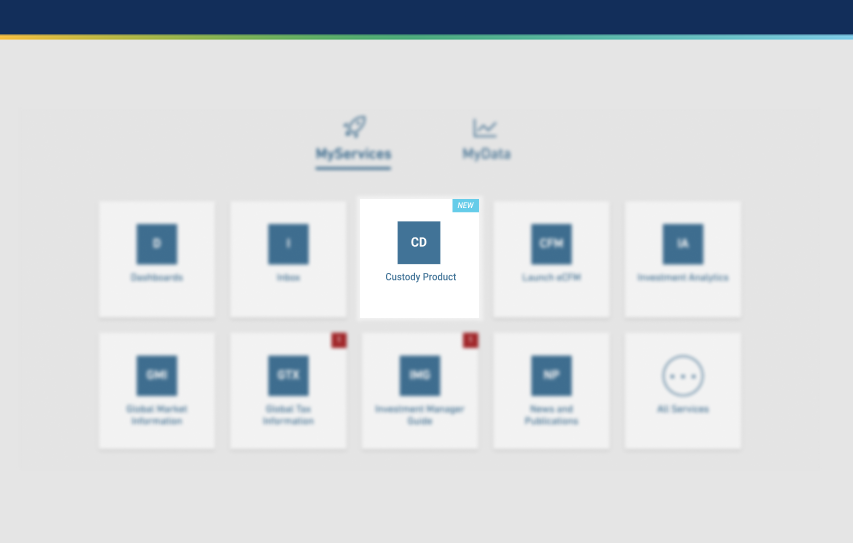 MyServices
MyData
NEW
D
I
CD
CFM
IA
Dashboards
Inbox
Custody Product
Launch eCFM
Investment Analytics
GMI
GTX
IMG
NP
Global Market
Information
Global Tax
Information
Investment Manager
Guide
News and
Publications
All Services